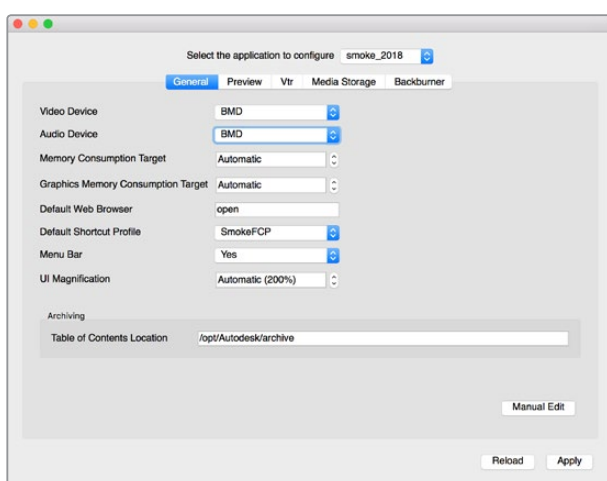 Select the application to configure smoke_2018
General Preview Vtr Media Storage Backburner
Video Device BMD
Audio Device BMD
Memory Consumption Target Automatic
Graphics Memory Consumption Target Automatic
Default Web Browser open
Default Shortcut Profile SmokeFCP
Menu Bar Yes
UI Magnification Automatic (200%)
Archiving
Table of Contents Location /opt/Autodesk/archive
Manual Edit
Reload Apply